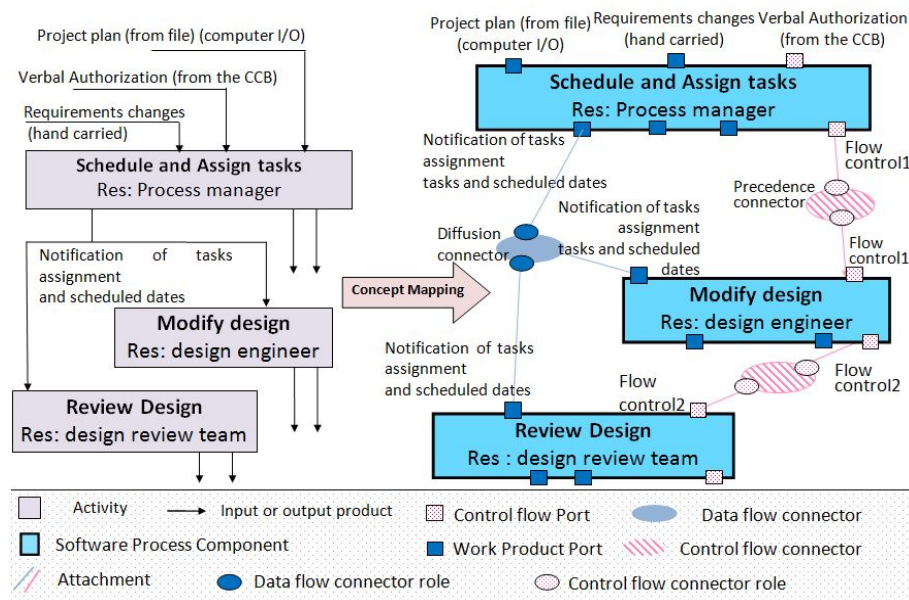 Project plan (from file) (computer I/O)
Verbal Authorization (from the CCB)
Requirements changes
(hand carried)
Schedule and Assign tasks
Res: Process manager
Notification of tasks
assignment
and scheduled dates
Modify design
Res: design engineer
Review Design
Res: design review team
Concept Mapping
Project plan (from file)
(computer I/O)
Requirements changes
(hand carried)
Verbal Authorization
(from the CCB)
Schedule and Assign tasks
Res: Process manager
Notification of tasks
assignment
tasks and scheduled dates
Flow
control1
Precedence
connector
Notification of tasks
assignment
tasks and scheduled
dates
Diffusion
connector
Flow
control1
Modify design
Res: design engineer
Notification of tasks
assignment
and scheduled dates
Flow
control2
Flow
control2
Review Design
Res : design review team
Activity
Input or output product
Control flow Port
Data flow connector
Software Process Component
Work Product Port
Control flow connector
Attachment
Data flow connector role
Control flow connector role